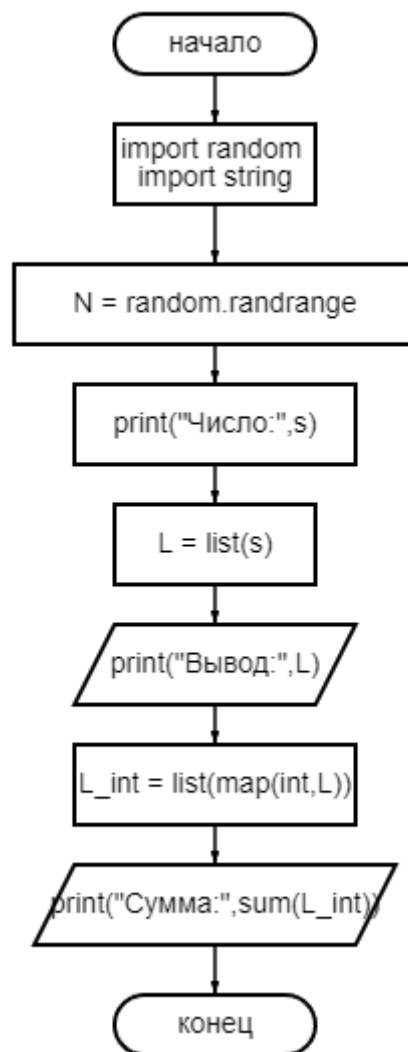 начало
import random
import string
N = random.randrange
print("Число:",s)
L = list(s)
print("Вывод:",L)
L_int = list(map(int,L))
print("Сумма:",sum(L_int))
конец